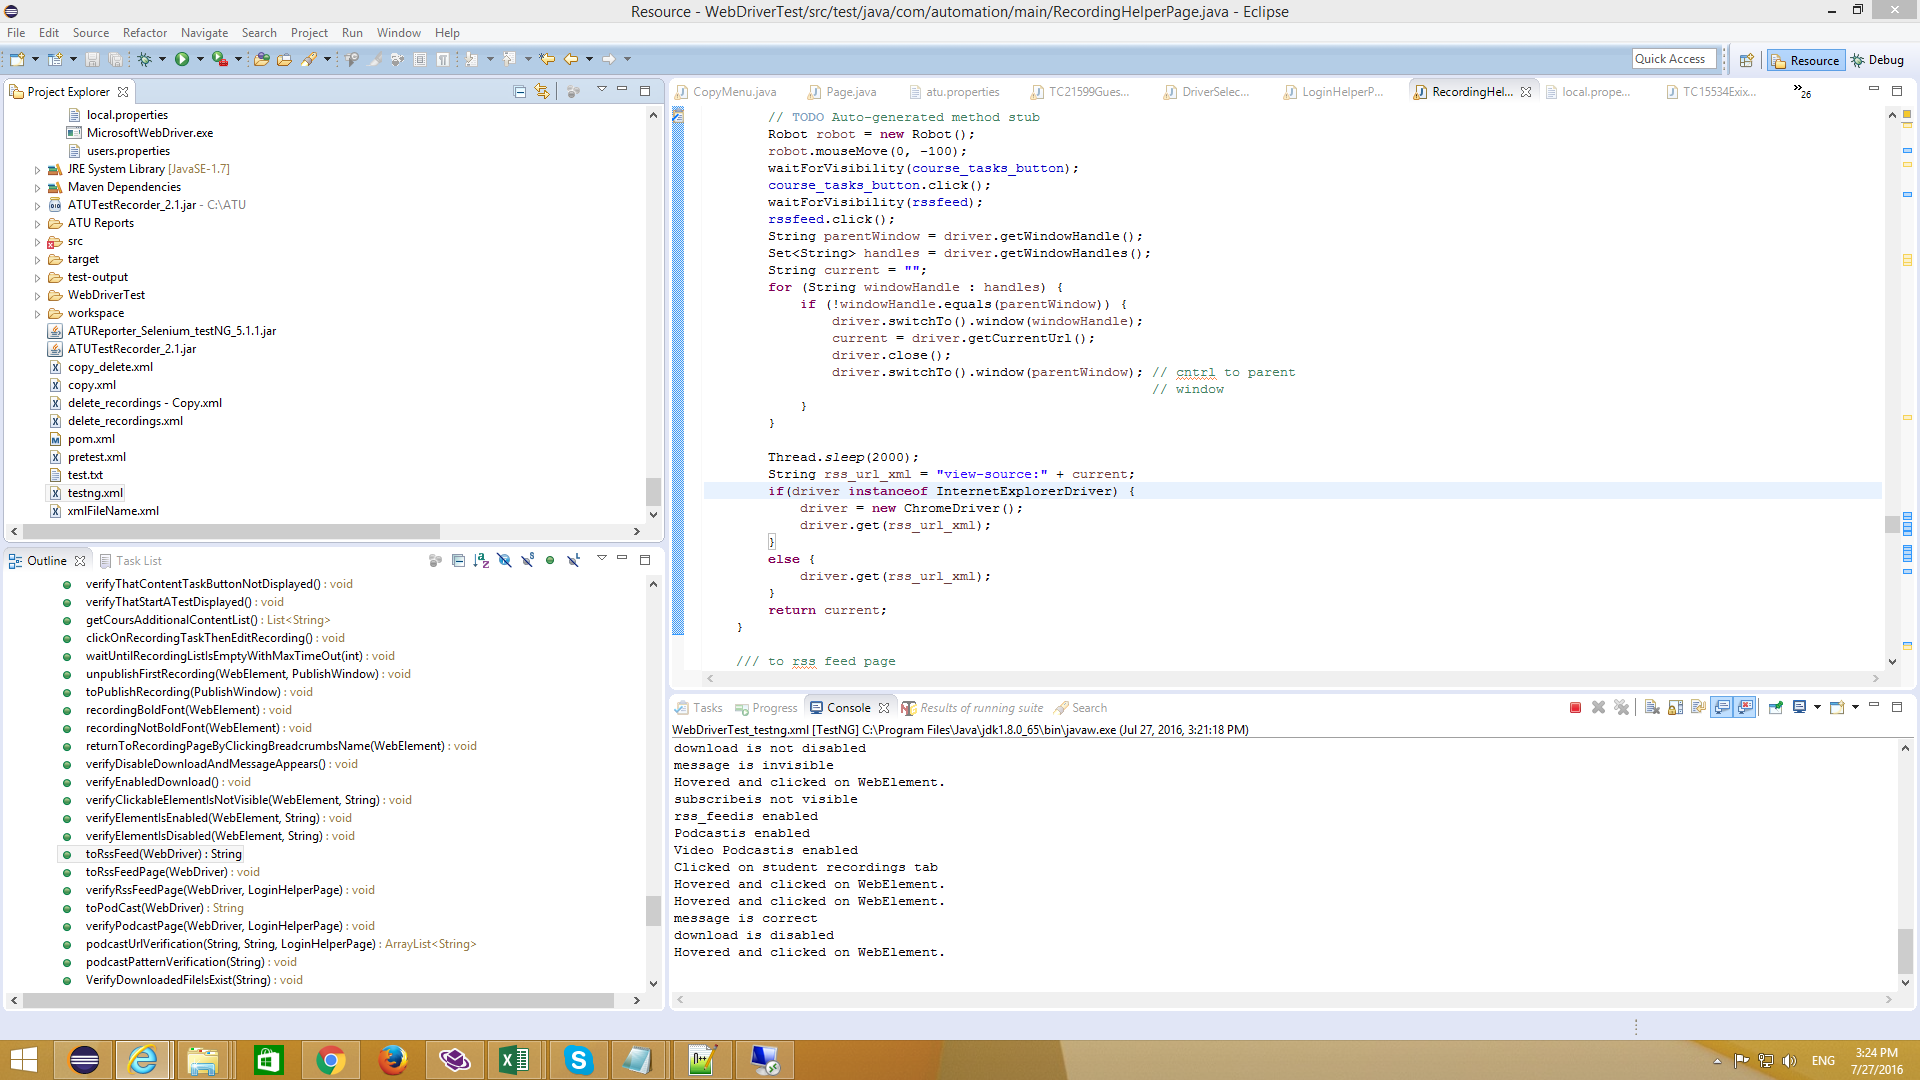 Resource - WebDriverTest/src/test/java/com/automation/main/RecordingHelperPage.java - Eclipse
File Edit Source Refactor Navigate Search Project Run Window Help
Quick Access
Resource
Debug
Project Explorer
local.properties
MicrosoftWebDriver.exe
users.properties
JRE System Library [JavaSE-1.7]
Maven Dependencies
ATUTestRecorder_2.1.jar - C:\ATU
ATU Reports
src
target
test-output
WebDriverTest
workspace
ATUReporter_Selenium_testNG_5.1.1.jar
ATUTestRecorder_2.1.jar
copy_delete.xml
copy.xml
delete_recordings - Copy.xml
delete_recordings.xml
pom.xml
pretest.xml
test.txt
testng.xml
xmlFileName.xml
Outline
Task List
verifyThatContentTaskButtonNotDisplayed() : void
verifyThatStartATestDisplayed() : void
getCoursAdditionalContentList() : List<String>
clickOnRecordingTaskThenEditRecording() : void
waitUntilRecordingListIsEmptyWithMaxTimeOut(int) : void
unpublishFirstRecording(WebElement, PublishWindow) : void
toPublishRecording(PublishWindow) : void
recordingBoldFont(WebElement) : void
recordingNotBoldFont(WebElement) : void
returnToRecordingPageByClickingBreadcrumbsName(WebElement) : void
verifyDisableDownloadAndMessageAppears() : void
verifyEnabledDownload() : void
verifyClickableElementIsNotVisible(WebElement, String) : void
verifyElementIsEnabled(WebElement, String) : void
verifyElementIsDisabled(WebElement, String) : void
toRssFeed(WebDriver) : String
toRssFeedPage(WebDriver) : void
verifyRssFeedPage(WebDriver, LoginHelperPage) : void
toPodCast(WebDriver) : String
verifyPodcastPage(WebDriver, LoginHelperPage) : void
podcastUrlVerification(String, String, LoginHelperPage) : ArrayList<String>
podcastPatternVerification(String) : void
VerifyDownloadedFileIsExist(String) : void
CopyMenu.java
Page.java
atu.properties
TC21599Gues...
DriverSelec...
LoginHelperP...
RecordingHel...
local.prope...
TC15534Exix...
»26
// TODO Auto-generated method stub
Robot robot = new Robot();
robot.mouseMove(0, -100);
waitForVisibility(course_tasks_button);
course_tasks_button.click();
waitForVisibility(rssfeed);
rssfeed.click();
String parentWindow = driver.getWindowHandle();
Set<String> handles = driver.getWindowHandles();
String current = "";
for (String windowHandle : handles) {
if (!windowHandle.equals(parentWindow)) {
driver.switchTo().window(windowHandle);
current = driver.getCurrentUrl();
driver.close();
driver.switchTo().window(parentWindow); // cntrl to parent
// window
}
}
Thread.sleep(2000);
String rss_url_xml = "view-source:" + current;
if(driver instanceof InternetExplorerDriver) {
driver = new ChromeDriver();
driver.get(rss_url_xml);
}
else {
driver.get(rss_url_xml);
}
return current;
}
/// to rss feed page
Tasks
Progress
Console
Results of running suite
Search
WebDriverTest_testng.xml [TestNG] C:\Program Files\Java\jdk1.8.0_65\bin\javaw.exe (Jul 27, 2016, 3:21:18 PM)
download is not disabled
message is invisible
Hovered and clicked on WebElement.
subscribeis not visible
rss_feedis enabled
Podcastis enabled
Video Podcastis enabled
Clicked on student recordings tab
Hovered and clicked on WebElement.
Hovered and clicked on WebElement.
message is correct
download is disabled
Hovered and clicked on WebElement.
ENG
3:24 PM
7/27/2016